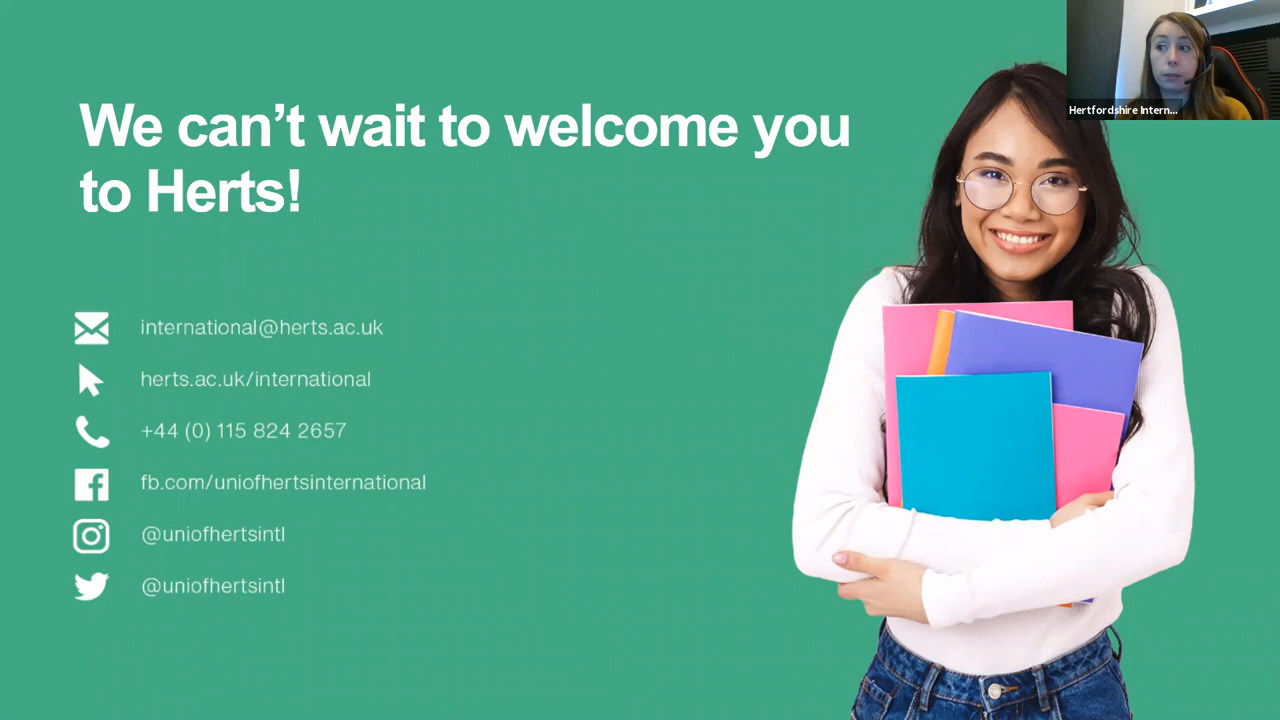 Hertfordshire Intern...
We can't wait to welcome you
to Herts!
international@herts.ac.uk
herts.ac.uk/international
+44 (0) 115 824 2657
fb.com/uniofhertsinternational
@uniofhertsintl
@uniofhertsintl